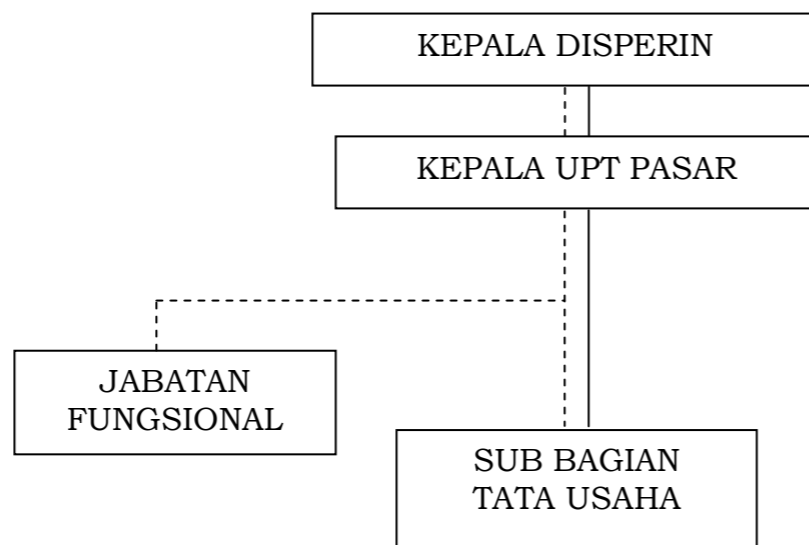 KEPALA DISPERIN
KEPALA UPT PASAR
JABATAN
FUNGSIONAL
SUB BAGIAN
TATA USAHA